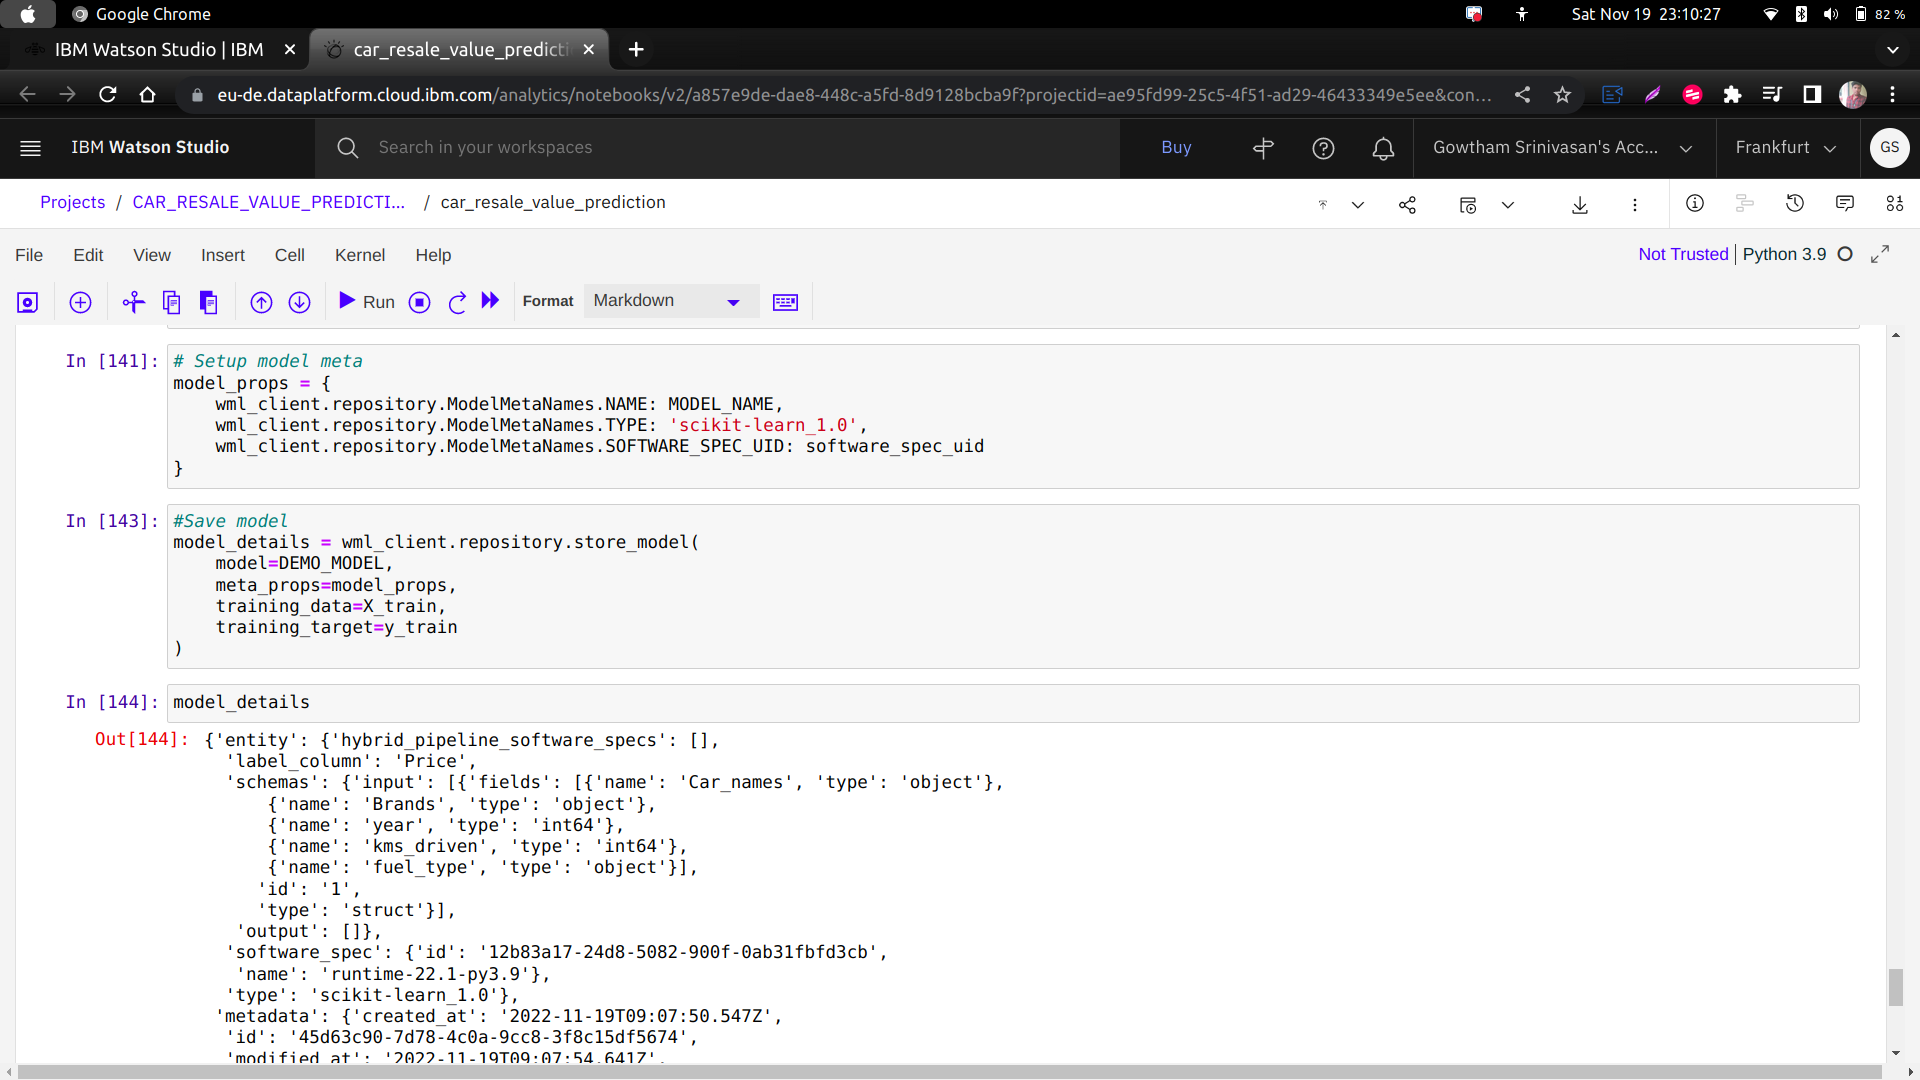 Google Chrome
Sat Nov 19 23:10:27
82 %
IBM Watson Studio | IBM
car_resale_value_predicti
eu-de.dataplatform.cloud.ibm.com/analytics/notebooks/v2/a857e9de-dae8-448c-a5fd-8d9128bcba9f?projectid=ae95fd99-25c5-4f51-ad29-46433349e5ee&con...
IBM Watson Studio
Search in your workspaces
Buy
Gowtham Srinivasan's Acc...
Frankfurt
GS
Projects / CAR_RESALE_VALUE_PREDICTI... / car_resale_value_prediction
File Edit View Insert Cell Kernel Help
Not Trusted | Python 3.9
Run
Format
Markdown
In [141]: # Setup model meta
model_props = {
    wml_client.repository.ModelMetaNames.NAME: MODEL_NAME,
    wml_client.repository.ModelMetaNames.TYPE: 'scikit-learn_1.0',
    wml_client.repository.ModelMetaNames.SOFTWARE_SPEC_UID: software_spec_uid
}
In [143]: #Save model
model_details = wml_client.repository.store_model(
    model=DEMO_MODEL,
    meta_props=model_props,
    training_data=X_train,
    training_target=y_train
)
In [144]: model_details
Out[144]: {'entity': {'hybrid_pipeline_software_specs': [],
'label_column': 'Price',
'schemas': {'input': [{'fields': [{'name': 'Car_names', 'type': 'object'},
{'name': 'Brands', 'type': 'object'},
{'name': 'year', 'type': 'int64'},
{'name': 'kms_driven', 'type': 'int64'},
{'name': 'fuel_type', 'type': 'object'}],
'id': '1',
'type': 'struct'}],
'output': []},
'software_spec': {'id': '12b83a17-24d8-5082-900f-0ab31fbfd3cb',
'name': 'runtime-22.1-py3.9'},
'type': 'scikit-learn_1.0'},
'metadata': {'created_at': '2022-11-19T09:07:50.547Z',
'id': '45d63c90-7d78-4c0a-9cc8-3f8c15df5674',
'modified_at': '2022-11-19T09:07:54.641Z',